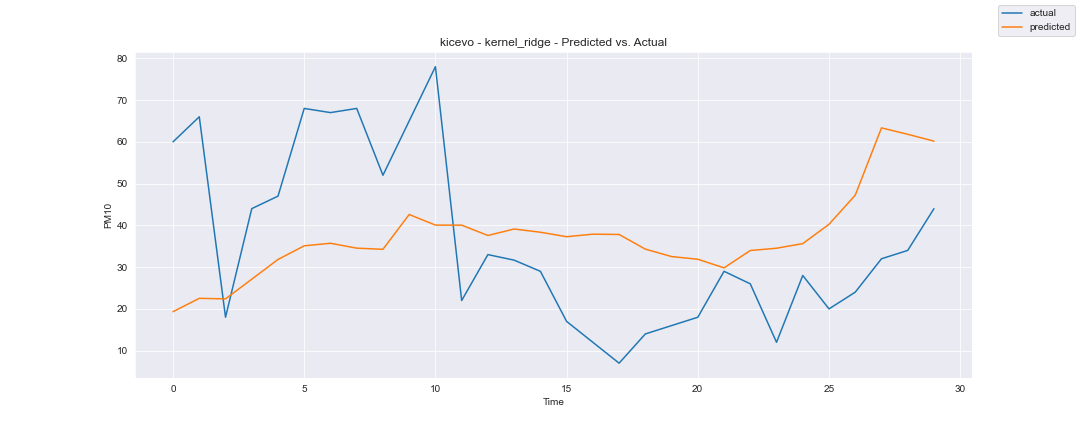 actual
predicted
kicevo - kernel_ridge - Predicted vs. Actual
80
70
60
50
40
30
20
10
PM10
0 5 10 15 20 25 30
Time